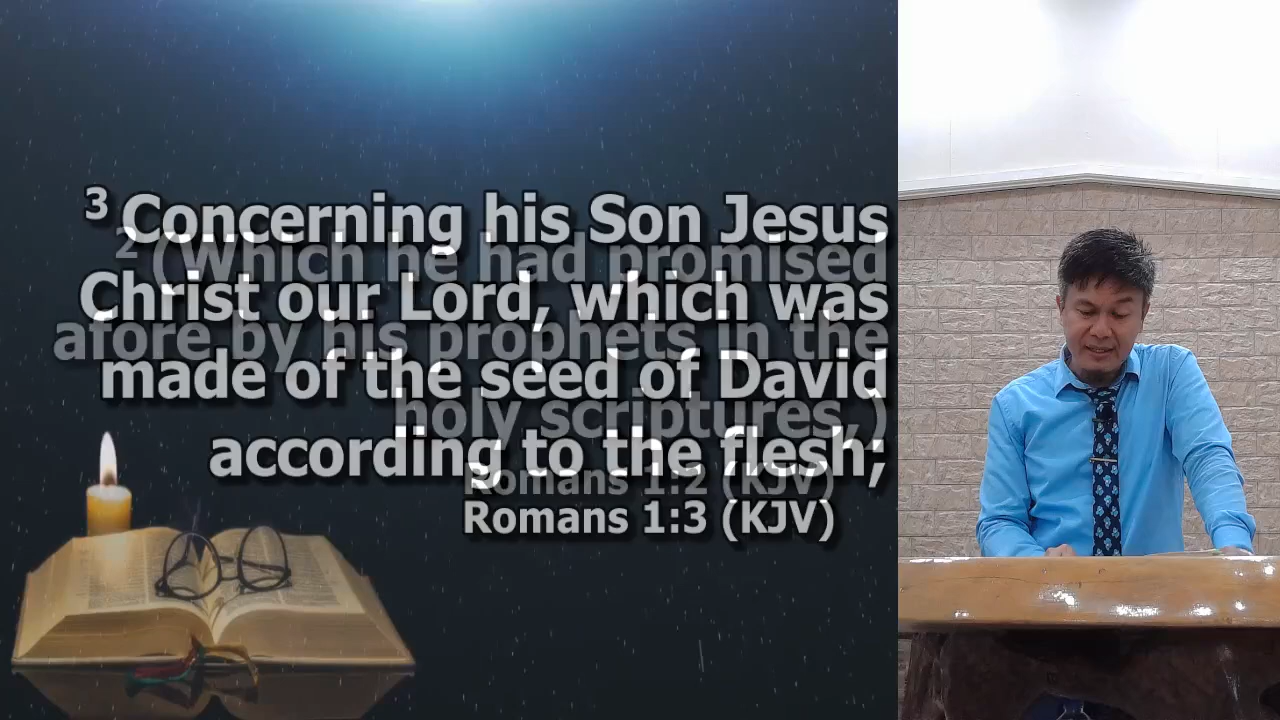 3 Concerning his Son Jesus
Christ our Lord, which was
made of the seed of David
according to the flesh;
Romans 1:3 (KJV)
2 (Which he had promised
afore by his prophets in the
holy scriptures,)
Romans 1:2 (KJV)